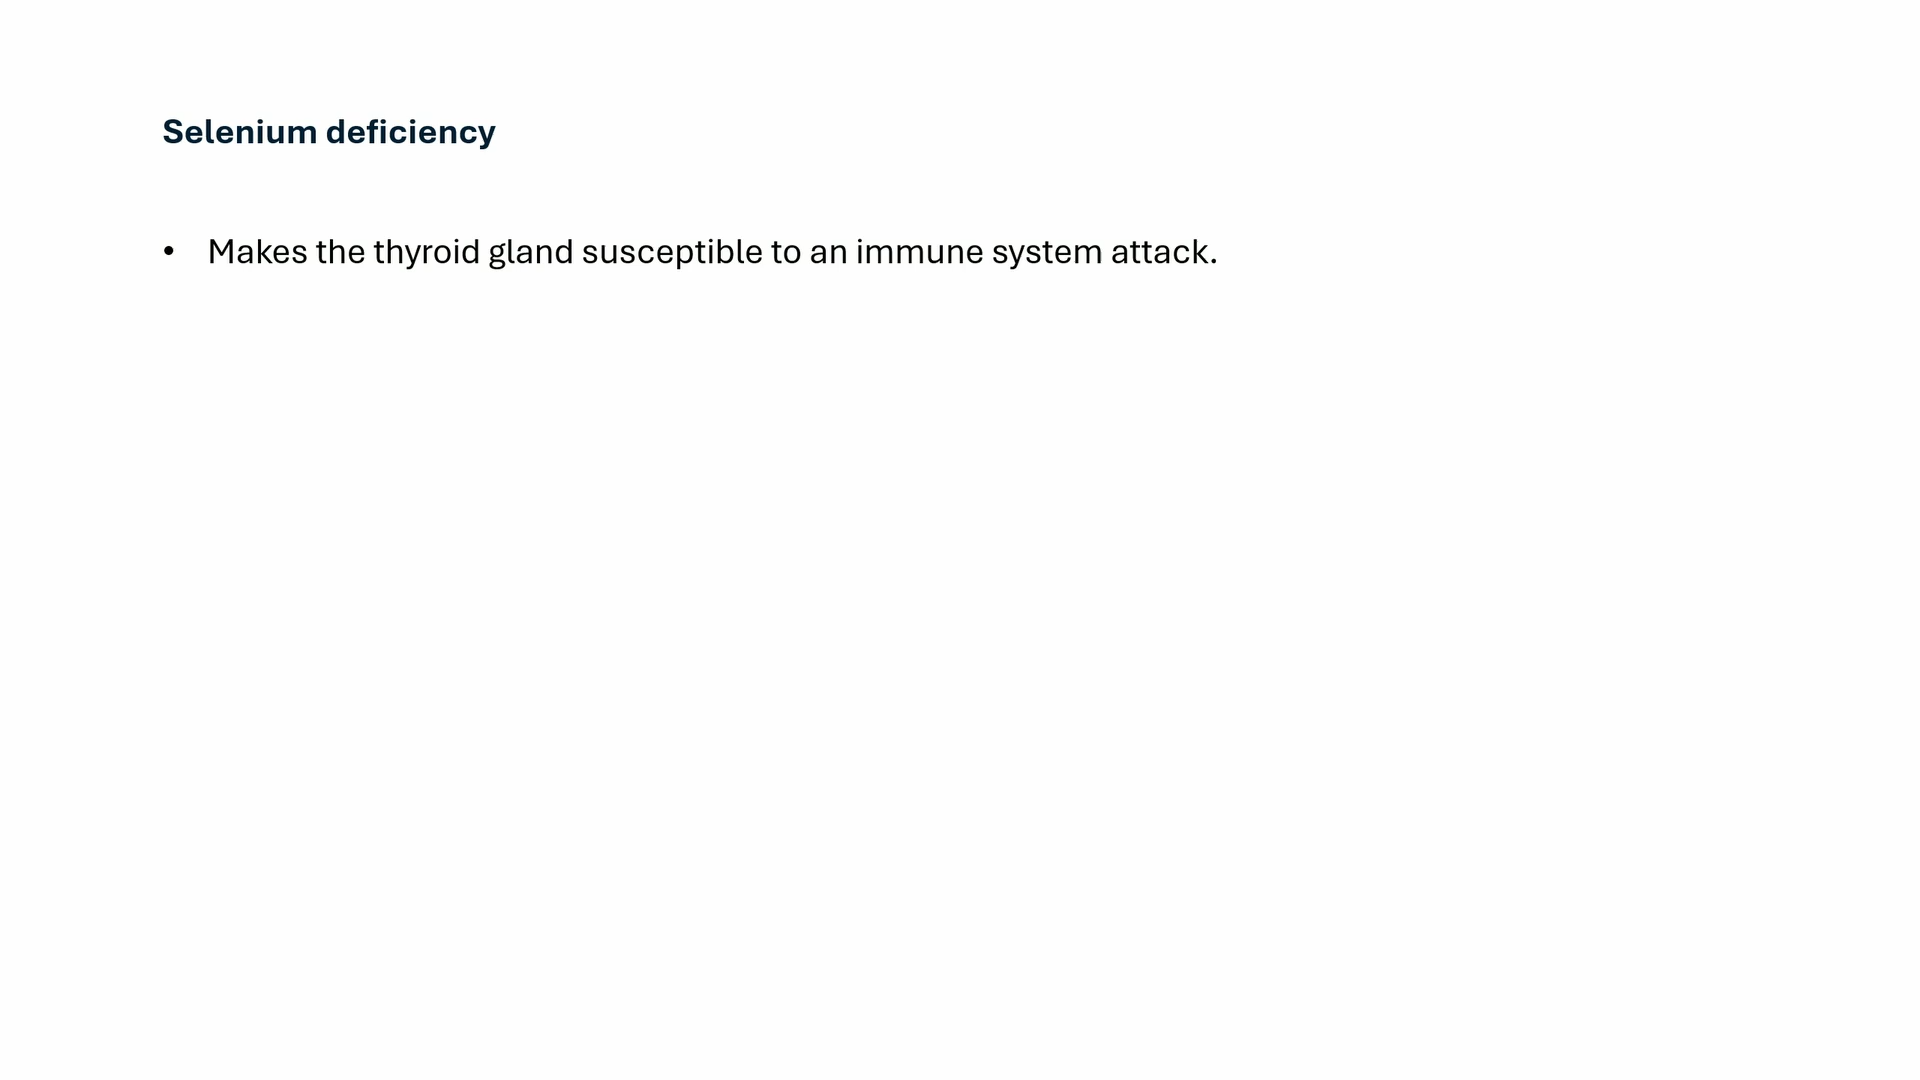 Selenium deficiency
• Makes the thyroid gland susceptible to an immune system attack.